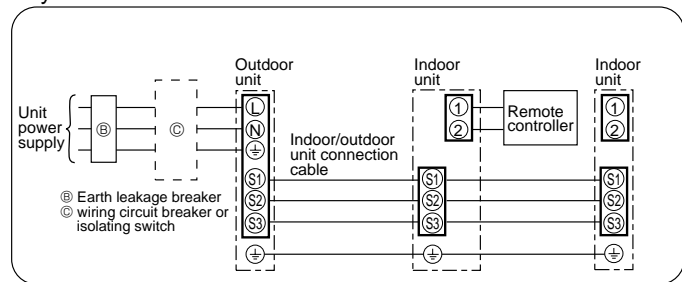 Outdoor
unit
Indoor
unit
Indoor
unit
Unit
power
supply
Ⓑ
Ⓒ
L
N
⏚
S1
S2
S3
⏚
Indoor/outdoor
unit connection
cable
1
2
Remote
controller
S1
S2
S3
⏚
1
2
S1
S2
S3
⏚
Ⓑ Earth leakage breaker
Ⓒ wiring circuit breaker or
isolating switch